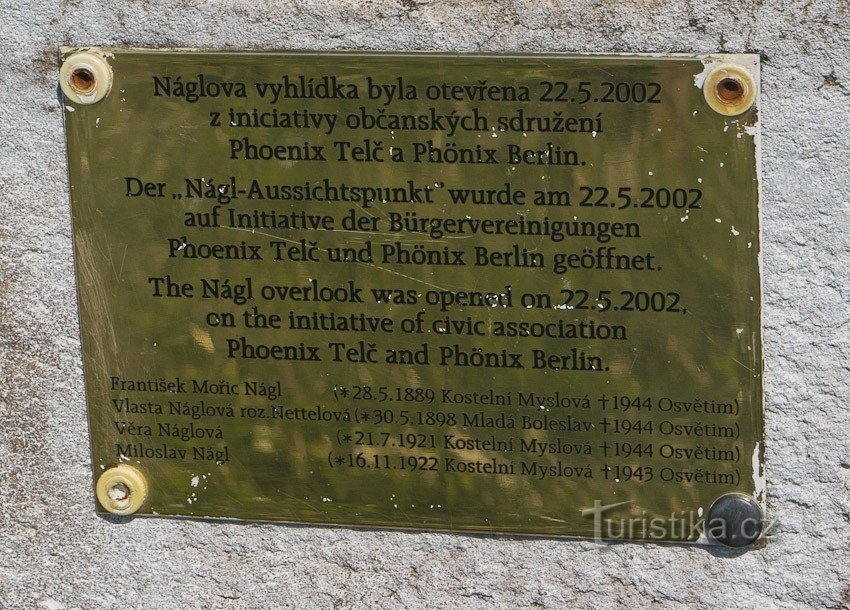 Náglova vyhlídka byla otevřena 22.5.2002
z iniciativy občanských sdružení
Phoenix Telč a Phönix Berlin.
Der „Nágl-Aussichtspunkt“ wurde am 22.5.2002
auf Initiative der Bürgervereinigungen
Phoenix Telč und Phönix Berlin geöffnet.
The Nágl overlook was opened on 22.5.2002,
on the initiative of civic association
Phoenix Telč and Phönix Berlin.
František Mořic Nágl (*28.5.1889 Kostelní Myslová †1944 Osvětim)
Vlasta Náglová roz.Nettelová (*30.5.1898 Mladá Boleslav †1944 Osvětim)
Věra Náglová (*21.7.1921 Kostelní Myslová †1944 Osvětim)
Miloslav Nágl (*16.11.1922 Kostelní Myslová †1943 Osvětim)
Turistika.cz